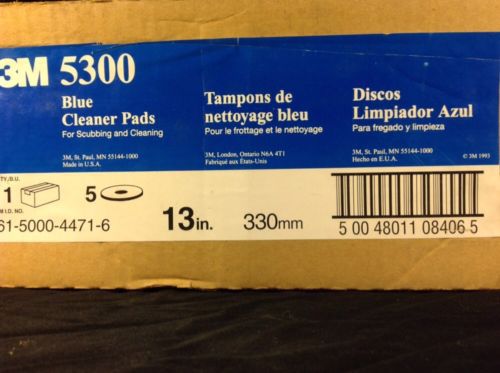 3M 5300
Blue
Cleaner Pads
For Scubbing and Cleaning
3M, St. Paul, MN 55144-1000
Made in U.S.A.
Tampons de
nettoyage bleu
Pour le frottage et le nettoyage
3M, London, Ontario N6A 4T1
Fabriqué aux États-Unis
Discos
Limpiador Azul
Para fregado y limpieza
3M, St. Paul, MN 55144-1000
Hecho en E.U.A.
© 3M 1993
TY./B.U.
1 5
M I.D. NO.
61-5000-4471-6
13 in. 330mm
5 00 48011 08406 5